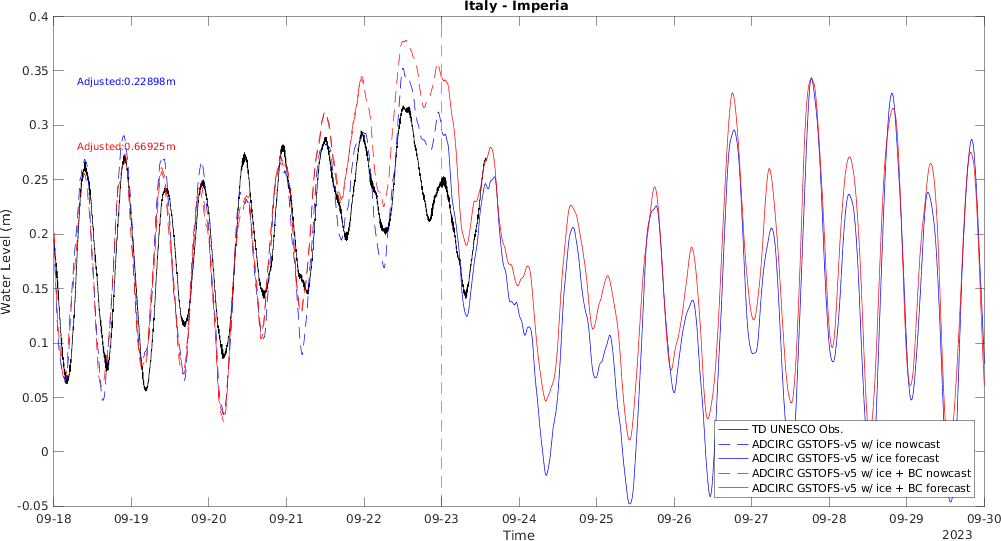 Italy - Imperia
Water Level (m)
0.4
0.35
0.3
0.25
0.2
0.15
0.1
0.05
0
-0.05
Adjusted:0.22898m
Adjusted:0.66925m
TD UNESCO Obs.
ADCIRC GSTOFS-v5 w/ ice nowcast
ADCIRC GSTOFS-v5 w/ ice forecast
ADCIRC GSTOFS-v5 w/ ice + BC nowcast
ADCIRC GSTOFS-v5 w/ ice + BC forecast
09-18 09-19 09-20 09-21 09-22 09-23 09-24 09-25 09-26 09-27 09-28 09-29 09-30
Time
2023